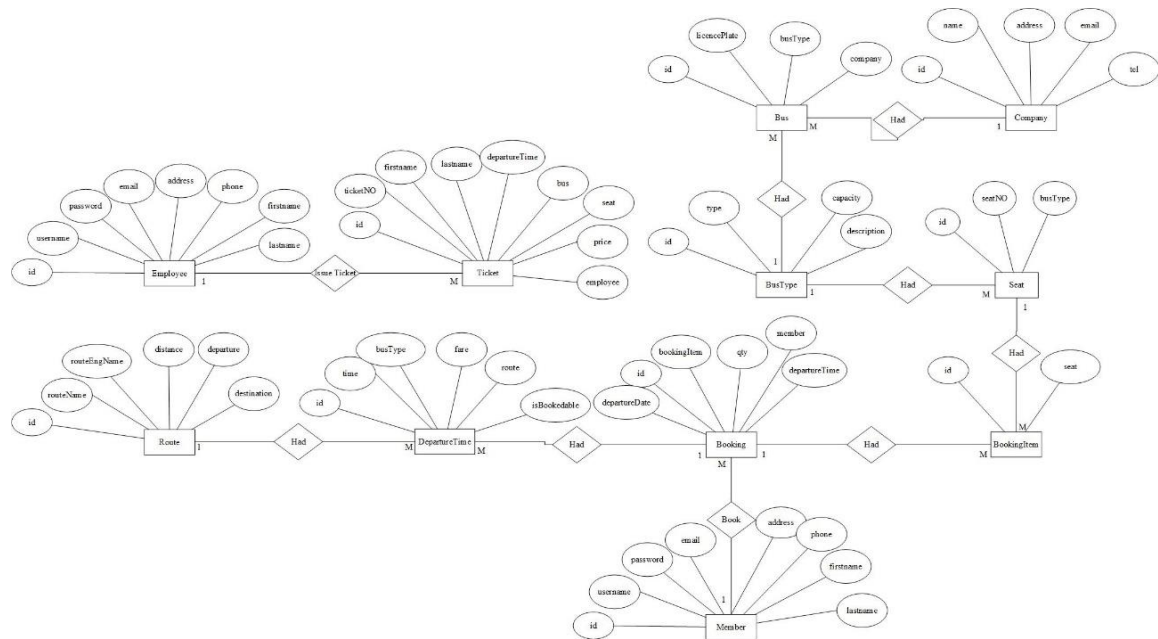 licencePlate
busType
company
id
Bus
M
M
Had
1
Company
name
address
email
id
tel
Had
1
username
password
email
address
phone
firstname
lastname
id
Employee
1
Issue Ticket
M
Ticket
id
ticketNO
firstname
lastname
departureTime
bus
seat
price
employee
type
capacity
id
description
BusType
1
Had
M
Seat
1
id
seatNO
busType
Had
M
id
seat
BookingItem
M
routeEngName
distance
departure
routeName
destination
id
Route
1
Had
M
DepartureTime
M
id
time
busType
fare
route
isBookedable
Had
1
Booking
1
M
departureDate
id
bookingItem
qty
member
departureTime
Had
Book
1
Member
id
username
password
email
address
phone
firstname
lastname